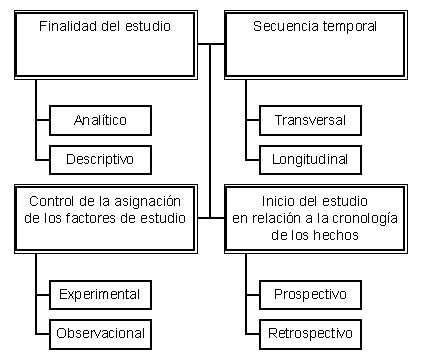 Finalidad del estudio
Analítico
Descriptivo
Secuencia temporal
Transversal
Longitudinal
Control de la asignación
de los factores de estudio
Experimental
Observacional
Inicio del estudio
en relación a la cronología
de los hechos
Prospectivo
Retrospectivo